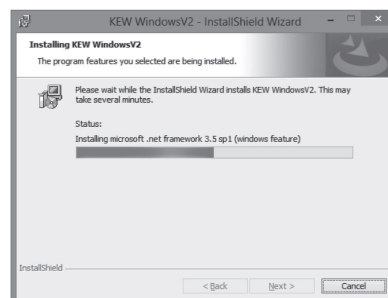 KEW WindowsV2 - InstallShield Wizard
Installing KEW WindowsV2
The program features you selected are being installed.
Please wait while the InstallShield Wizard installs KEW WindowsV2. This may
take several minutes.
Status:
Installing microsoft .net framework 3.5 sp1 (windows feature)
InstallShield
< Back
Next >
Cancel